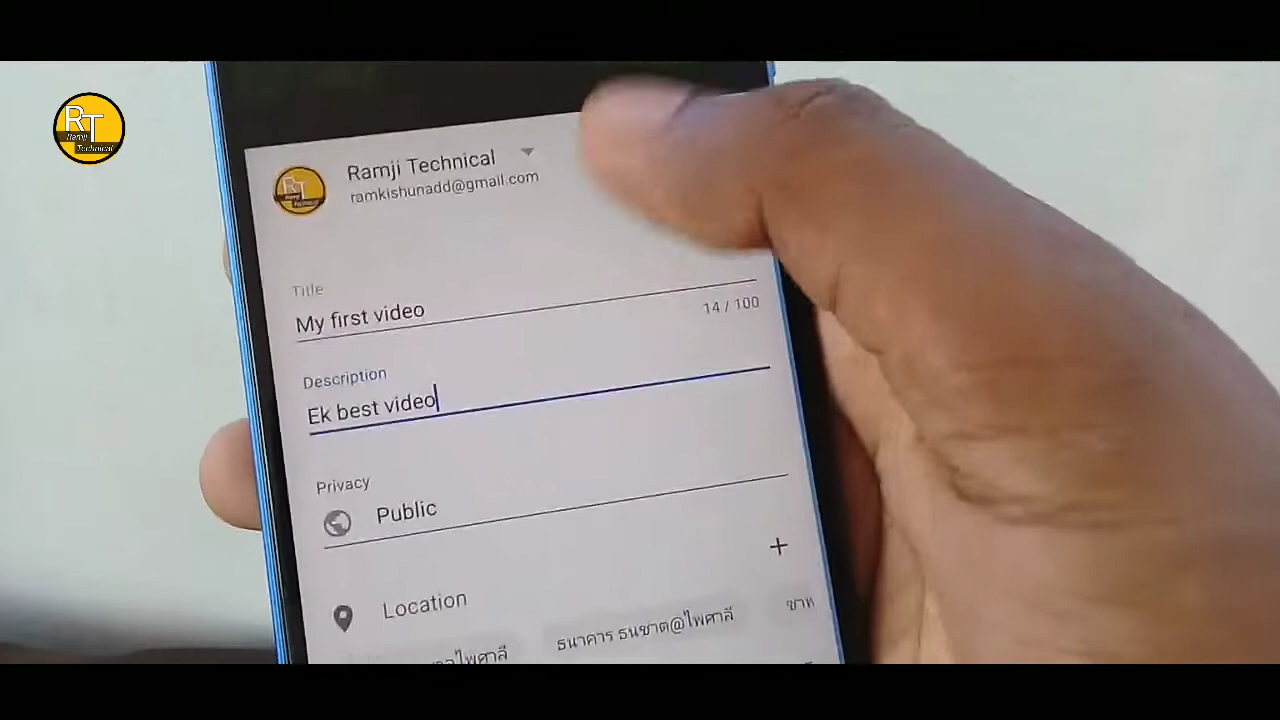 RT
Ramji
Technical
Ramji Technical
ramkishunadd@gmail.com
Title
My first video
14 / 100
Description
Ek best video
Privacy
Public
Location
ธนาคาร ธนชาต@ไพศาลี